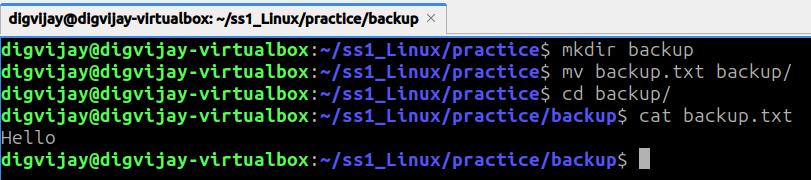 digvijay@digvijay-virtualbox: ~/ss1_Linux/practice/backup ×
digvijay@digvijay-virtualbox:~/ss1_Linux/practice$ mkdir backup
digvijay@digvijay-virtualbox:~/ss1_Linux/practice$ mv backup.txt backup/
digvijay@digvijay-virtualbox:~/ss1_Linux/practice$ cd backup/
digvijay@digvijay-virtualbox:~/ss1_Linux/practice/backup$ cat backup.txt
Hello
digvijay@digvijay-virtualbox:~/ss1_Linux/practice/backup$